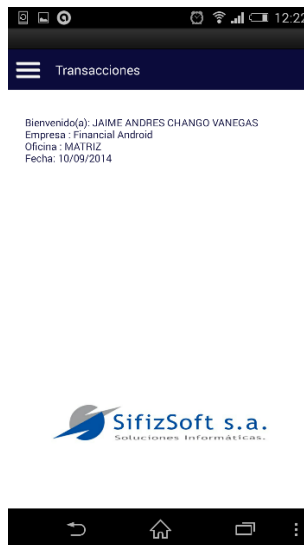 12:22
Transacciones
Bienvenido(a): JAIME ANDRES CHANGO VANEGAS
Empresa : Financial Android
Oficina : MATRIZ
Fecha: 10/09/2014
SifizSoft s.a.
Soluciones Informáticas.